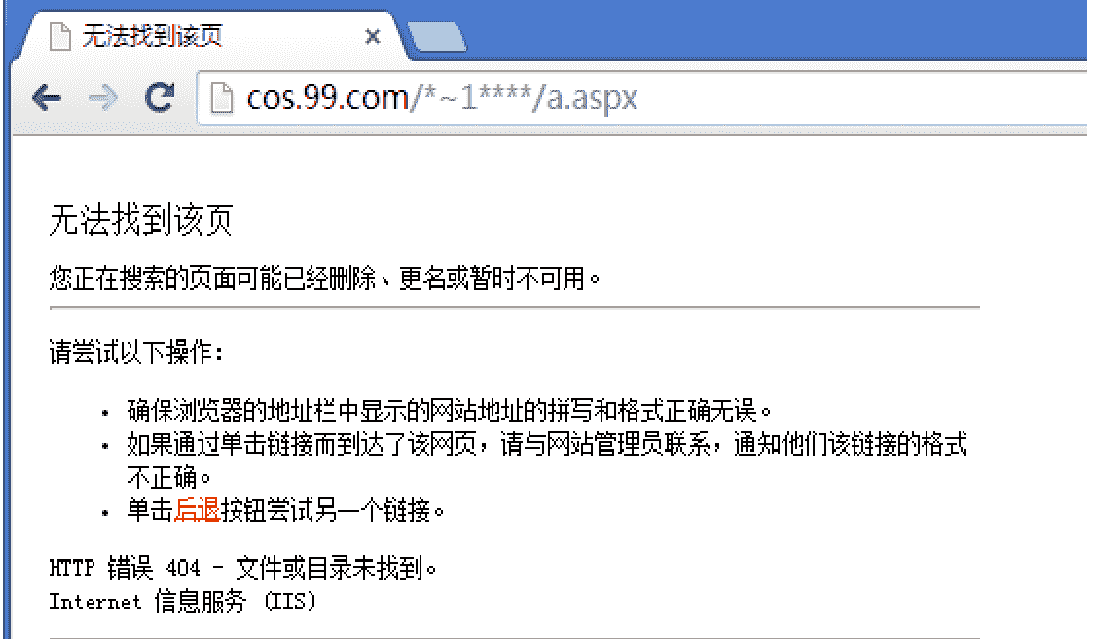 无法找到该页
cos.99.com/*~1****/a.aspx
无法找到该页
您正在搜索的页面可能已经删除、更名或暂时不可用。
请尝试以下操作:
确保浏览器的地址栏中显示的网站地址的拼写和格式正确无误。
如果通过单击链接而到达了该网页，请与网站管理员联系，通知他们该链接的格式
不正确。
单击后退按钮尝试另一个链接。
HTTP 错误 404 - 文件或目录未找到。
Internet 信息服务 (IIS)